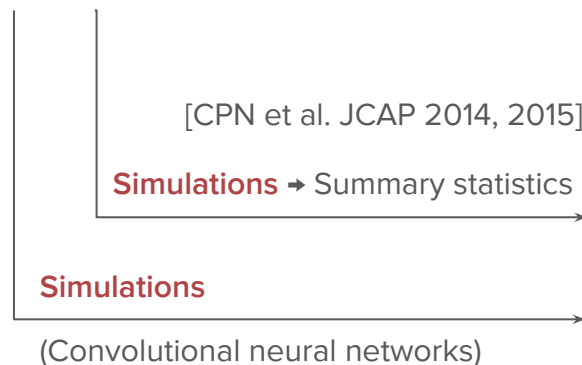 [CPN et al. JCAP 2014, 2015]
Simulations → Summary statistics
Simulations
(Convolutional neural networks)